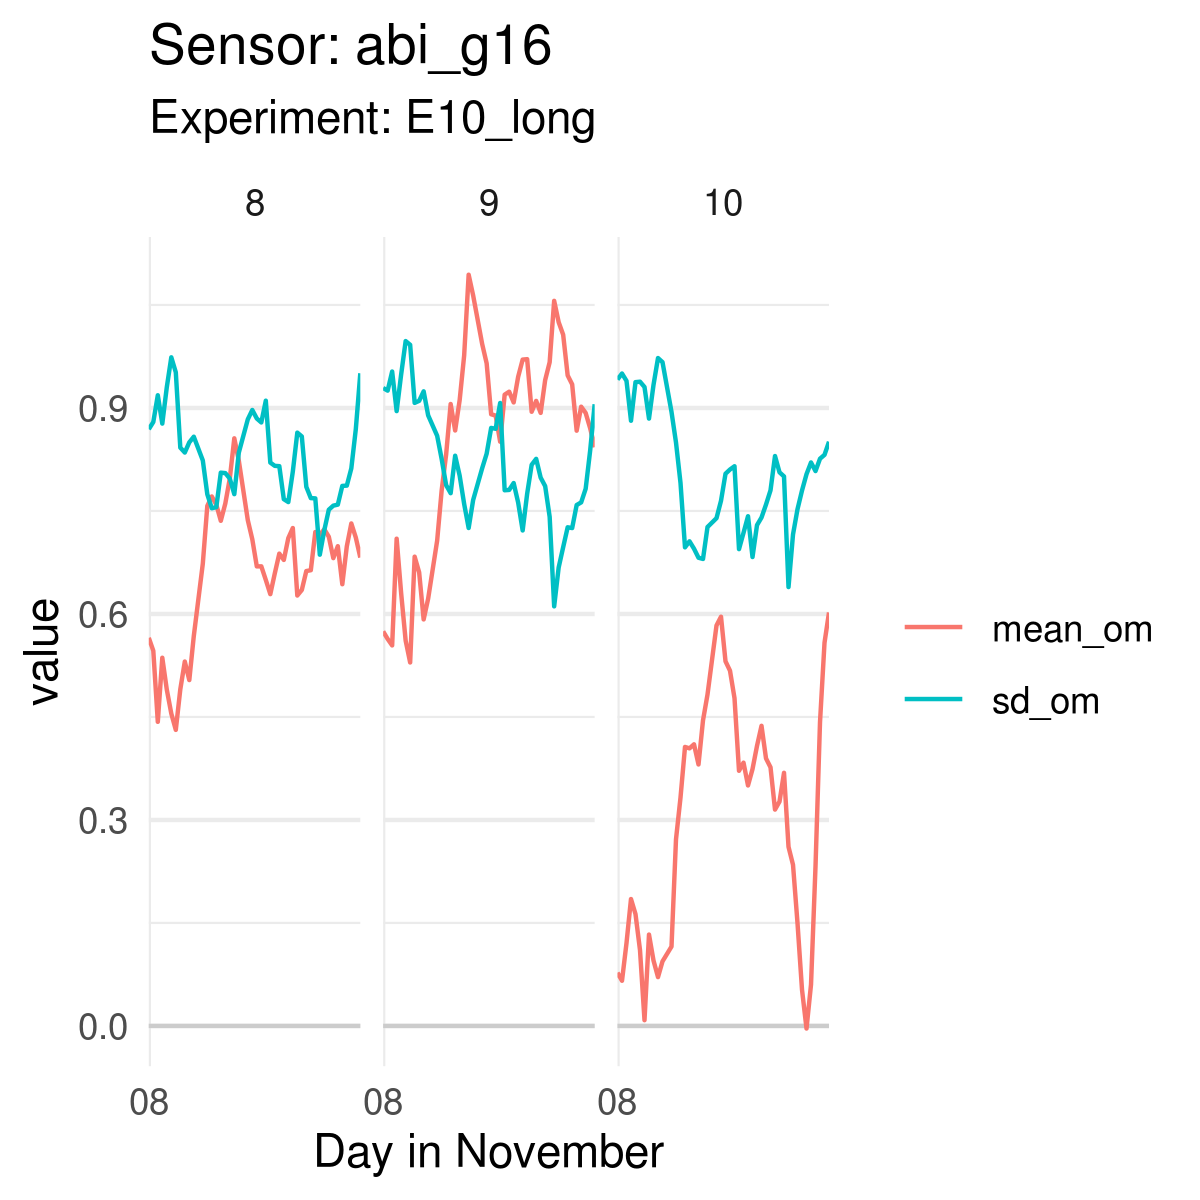 Sensor: abi_g16
Experiment: E10_long
8 9 10
0.9
0.6
0.3
0.0
value
08 08 08
Day in November
mean_om
sd_om